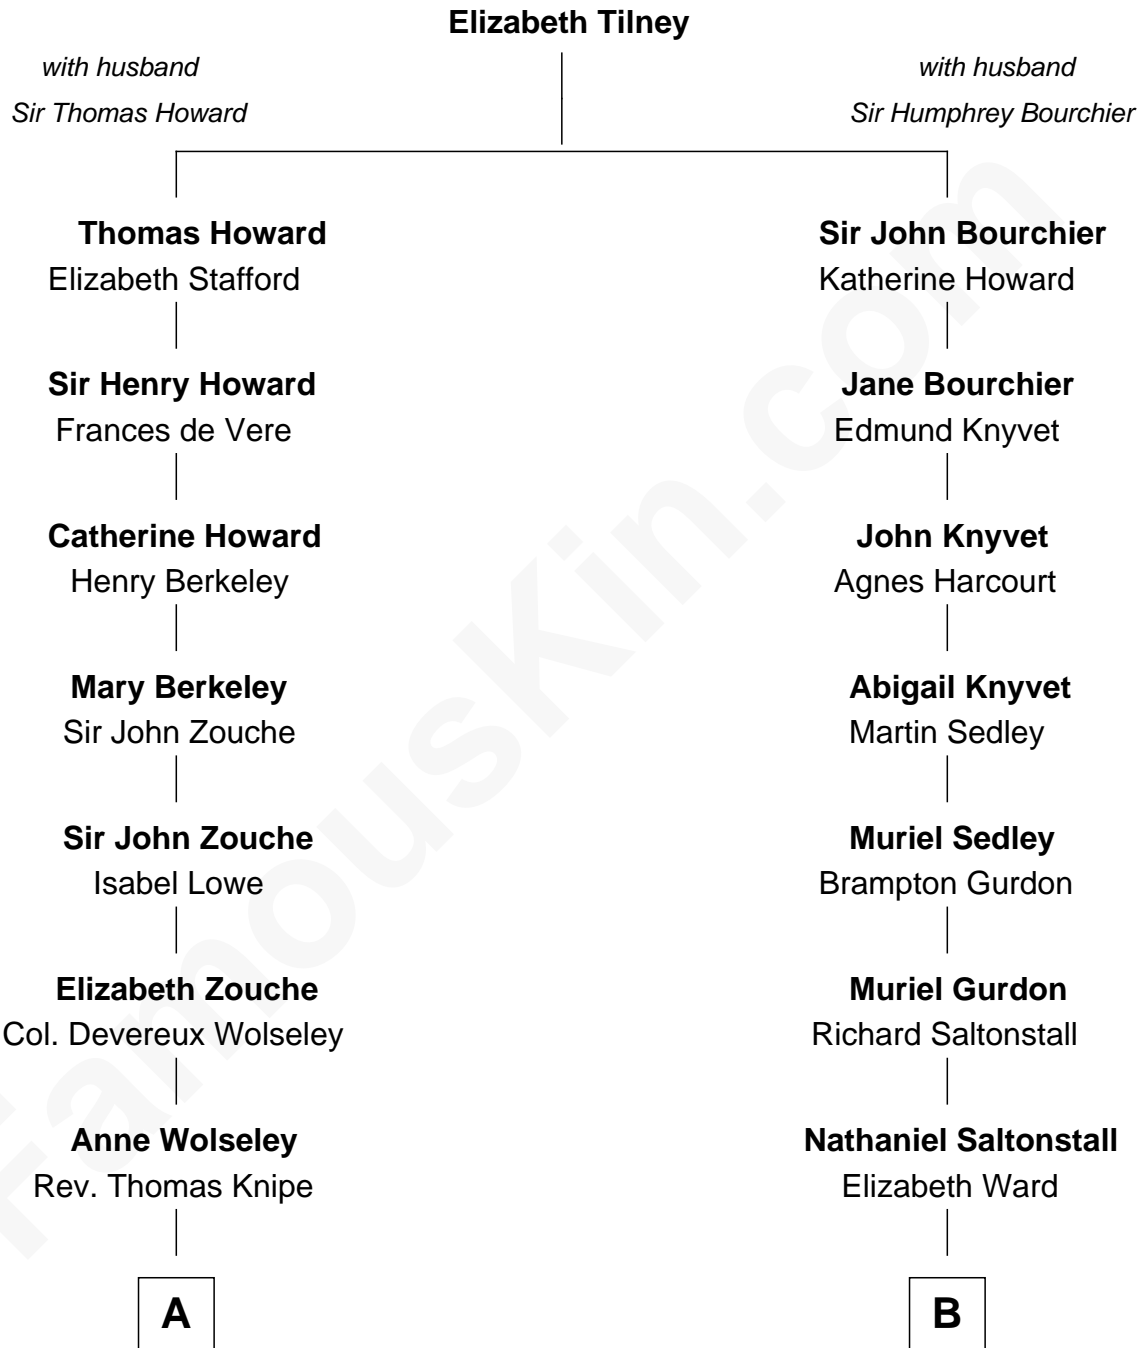 Elizabeth Tilney
with husband
Sir Thomas Howard
with husband
Sir Humphrey Bourchier
Thomas Howard
Elizabeth Stafford
Sir John Bourchier
Katherine Howard
Sir Henry Howard
Frances de Vere
Jane Bourchier
Edmund Knyvet
Catherine Howard
Henry Berkeley
John Knyvet
Agnes Harcourt
Mary Berkeley
Sir John Zouche
Abigail Knyvet
Martin Sedley
Sir John Zouche
Isabel Lowe
Muriel Sedley
Brampton Gurdon
Elizabeth Zouche
Col. Devereux Wolseley
Muriel Gurdon
Richard Saltonstall
Anne Wolseley
Rev. Thomas Knipe
Nathaniel Saltonstall
Elizabeth Ward
A
B
FamousKin.com